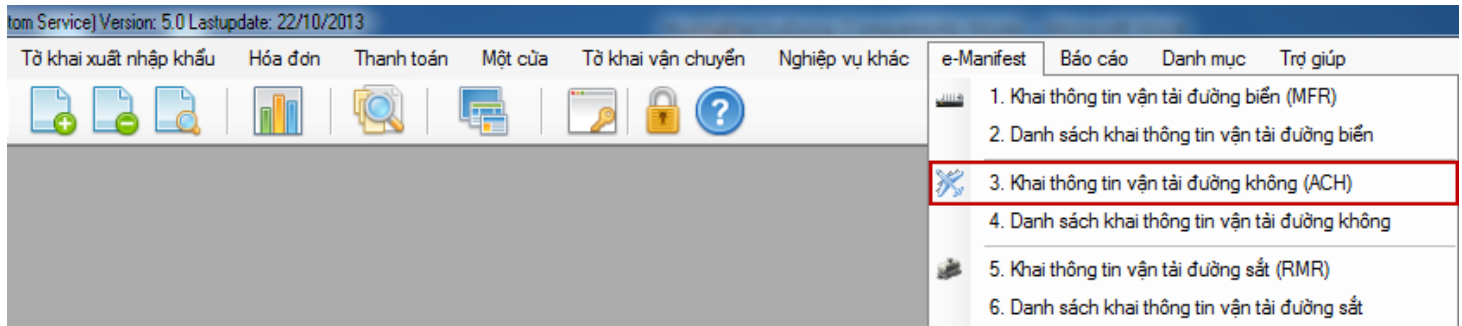 tom Service) Version: 5.0 Lastupdate: 22/10/2013
Tờ khai xuất nhập khẩu Hóa đơn Thanh toán Một cửa Tờ khai vận chuyển Nghiệp vụ khác e-Manifest Báo cáo Danh mục Trợ giúp
1. Khai thông tin vận tải đường biển (MFR)
2. Danh sách khai thông tin vận tải đường biển
3. Khai thông tin vận tải đường không (ACH)
4. Danh sách khai thông tin vận tải đường không
5. Khai thông tin vận tải đường sắt (RMR)
6. Danh sách khai thông tin vận tải đường sắt